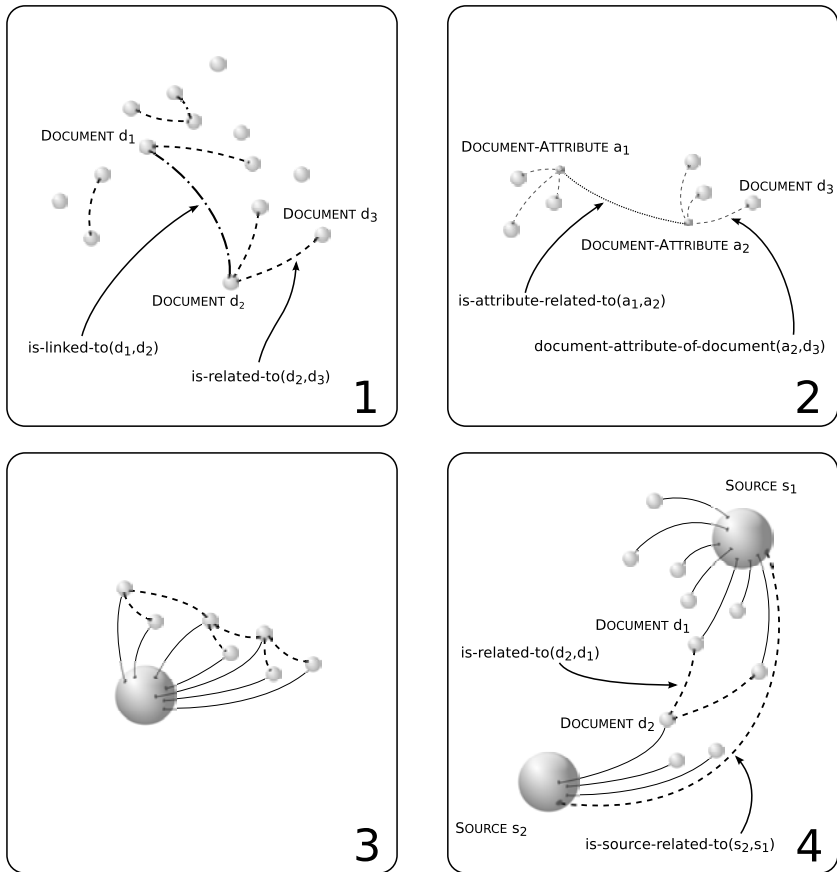 DOCUMENT d1
DOCUMENT d3
DOCUMENT d2
is-linked-to(d1,d2)
is-related-to(d2,d3)
1
DOCUMENT-ATTRIBUTE a1
DOCUMENT d3
DOCUMENT-ATTRIBUTE a2
is-attribute-related-to(a1,a2)
document-attribute-of-document(a2,d3)
2
3
SOURCE s1
DOCUMENT d1
is-related-to(d2,d1)
DOCUMENT d2
SOURCE s2
is-source-related-to(s2,s1)
4